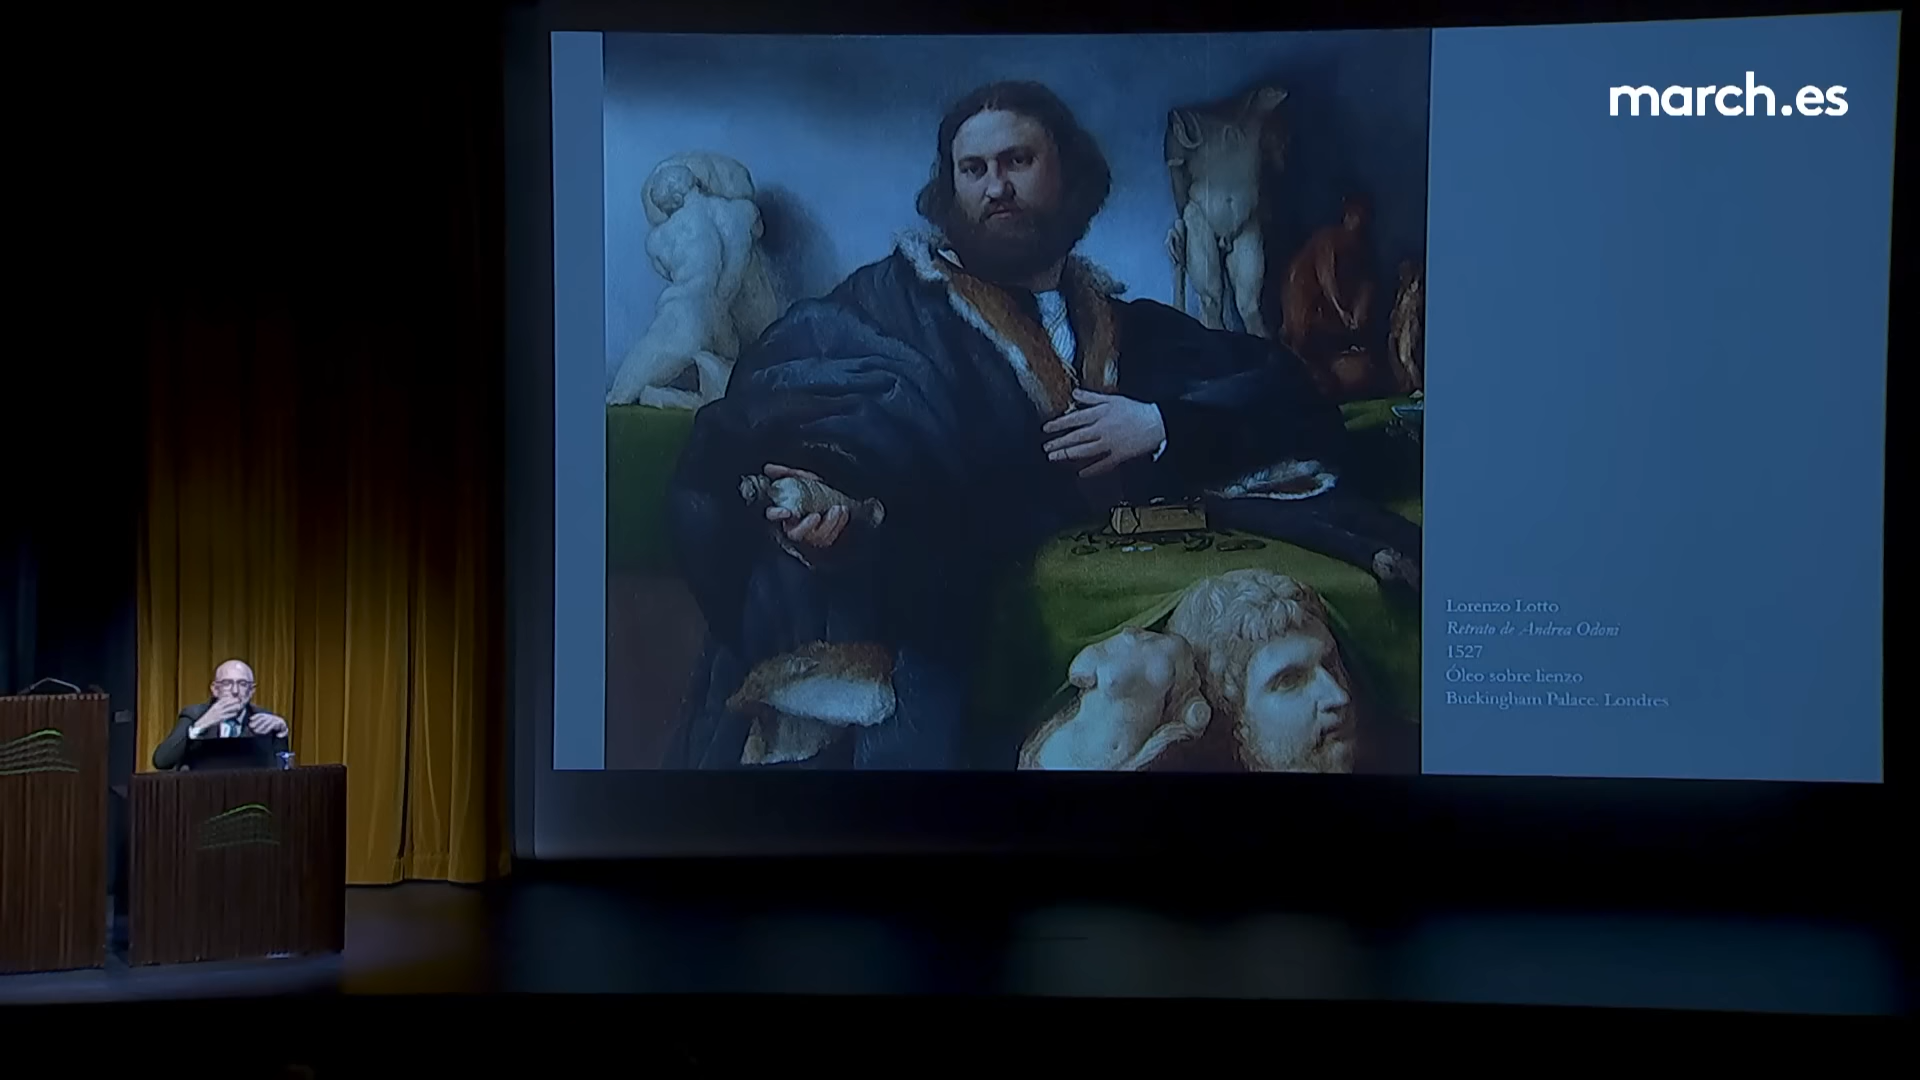 march.es
Lorenzo Lotto
Retrato de Andrea Odoni
1527
Óleo sobre lienzo
Buckingham Palace. Londres